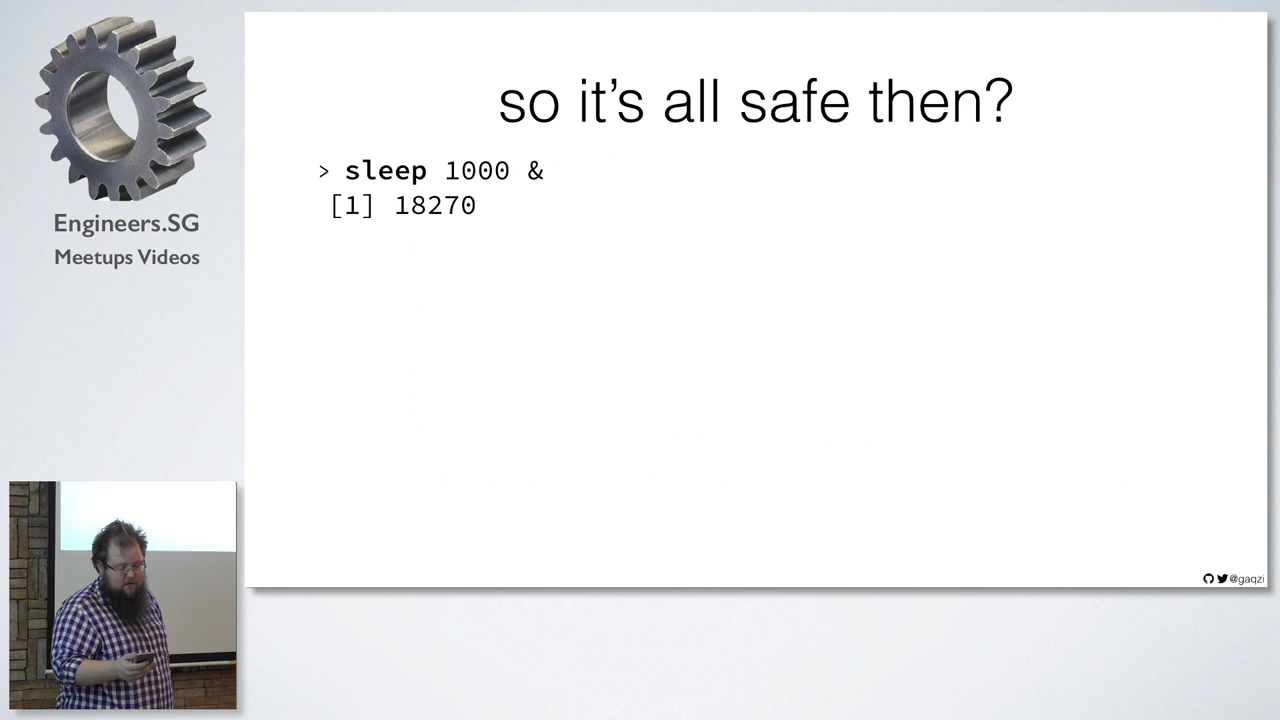 Engineers.SG
Meetups Videos
so it's all safe then?
> sleep 1000 &
[1] 18270
@gaqzi